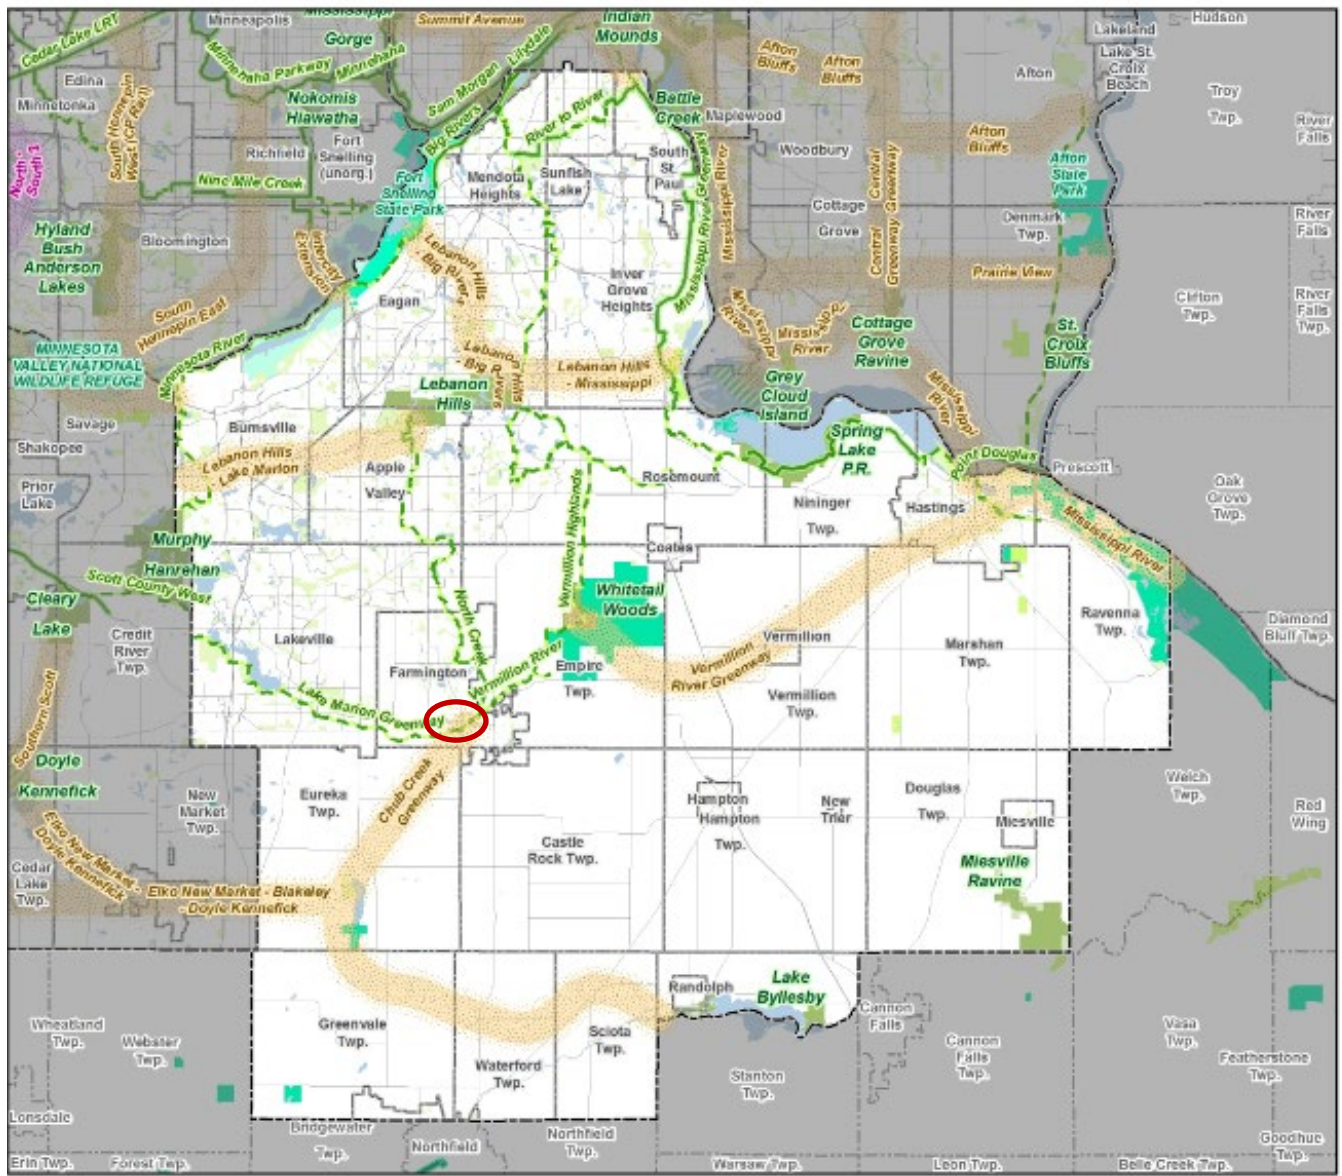 Cedar Lake LRT
Minneapolis
Mississippi
Gorge
Summit Avenue
Indian
Mounds
Hudson
Minnehaha Parkway
Minnehaha
Lilydale
Sam Morgan
Afton
Bluffs
Afton
Bluffs
Afton
Lakeland
Lake St.
Croix
Beach
Troy
Twp.
River
Falls
Edina
Minnetonka
South Hennepin
West (CP Rail)
Nokomis
Hiawatha
Big Rivers
River to River
Battle
Creek
Maplewood
Woodbury
Afton
Bluffs
North -
South 1
Richfield
Fort
Snelling
(unorg.)
Nine Mile Creek
Fort
Snelling
State Park
Mendota
Heights
Sunfish
Lake
South
St.
Paul
Mississippi River Greenway
Mississippi River
Central
Greenway
Central
Greenway
Afton
State
Park
Cottage
Grove
Denmark
Twp.
River
Falls
Hyland
Bush
Anderson
Lakes
Bloomington
Intercity
Extension
Lebanon Hills
Big Rivers
Eagan
Inver
Grove
Heights
Prairie View
Clifton
Twp.
River
Falls
Twp.
South
Hennepin East
Minnesota River
Mississippi
River
Mississippi
River
Cottage
Grove
Ravine
St.
Croix
Bluffs
MINNESOTA
VALLEY NATIONAL
WILDLIFE REFUGE
Lebanon Hills
- Big Rivers
Lebanon Hills
- Mississippi
Lebanon
Hills
Grey
Cloud
Island
Mississippi
River
Savage
Burnsville
Shakopee
Lebanon Hills
Lake Marion
Apple
Valley
Spring
Lake
P.R.
Point Douglas
Prescott
Rosemount
Prior
Lake
Nininger
Twp.
Hastings
Oak
Grove
Twp.
Murphy
Hanrehan
Vermillion Highlands
Coates
Mississippi River
Scott County West
Cleary
Lake
Whitetail
Woods
North Creek
Credit
River
Twp.
Lakeville
Farmington
Vermillion River
Empire
Twp.
Vermillion
Vermillion
River Greenway
Marshan
Twp.
Ravenna
Twp.
Diamond
Bluff Twp.
Lake Marion Greenway
Vermillion
Twp.
Southern Scott
Doyle
Kennefick
Chub Creek
Greenway
New
Market
Twp.
Eureka
Twp.
Hampton
Hampton
Twp.
New
Trier
Douglas
Twp.
Miesville
Welch
Twp.
Red
Wing
Elko New Market -
Doyle Kennefick
Castle
Rock Twp.
Miesville
Ravine
Cedar
Lake
Twp.
Elko New Market - Blakeley
- Doyle Kennefick
Randolph
Lake
Byllesby
Cannon
Falls
Wheatland
Twp.
Webster
Twp.
Greenvale
Twp.
Sciota
Twp.
Waterford
Twp.
Stanton
Twp.
Cannon
Falls
Twp.
Vasa
Twp.
Featherstone
Twp.
Lonsdale
Bridgewater
Twp.
Northfield
Northfield
Twp.
Goodhue
Twp.
Erin Twp.
Forest Twp.
Warsaw Twp.
Leon Twp.
Belle Creek Twp.